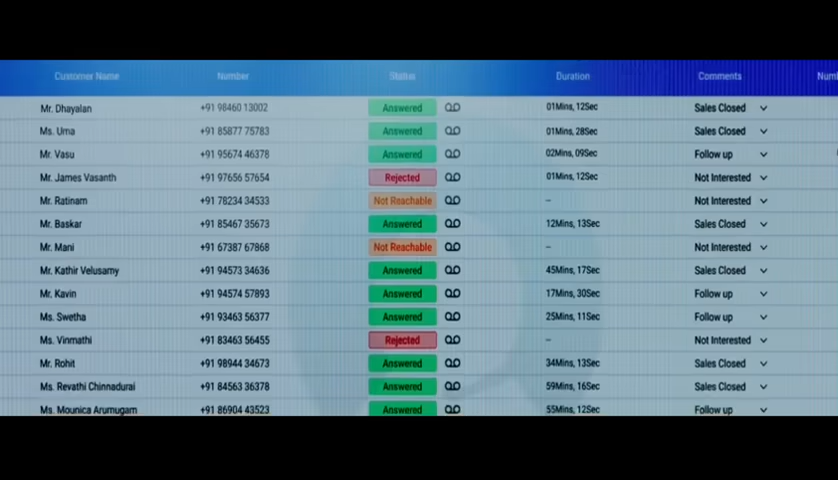 Customer Name Number Status Duration Comments
Mr. Dhayalan +91 98460 13002 Answered 01Mins, 12Sec Sales Closed
Ms. Uma +91 85877 75783 Answered 01Mins, 28Sec Sales Closed
Mr. Vasu +91 95674 46378 Answered 02Mins, 09Sec Follow up
Mr. James Vasanth +91 97656 57654 Rejected 01Mins, 12Sec Not Interested
Mr. Ratinam +91 78234 34533 Not Reachable – Not Interested
Mr. Baskar +91 85467 35673 Answered 12Mins, 13Sec Sales Closed
Mr. Mani +91 67387 67868 Not Reachable – Not Interested
Mr. Kathir Velusamy +91 94573 34636 Answered 45Mins, 17Sec Sales Closed
Mr. Kavin +91 94574 57893 Answered 17Mins, 30Sec Follow up
Ms. Swetha +91 93463 56377 Answered 25Mins, 11Sec Follow up
Ms. Vinmathi +91 83463 56455 Rejected – Not Interested
Mr. Rohit +91 98944 34673 Answered 34Mins, 13Sec Sales Closed
Ms. Revathi Chinnadurai +91 84563 36378 Answered 59Mins, 16Sec Sales Closed
Ms. Mounica Arumugam +91 86904 43523 Answered 55Mins, 12Sec Follow up